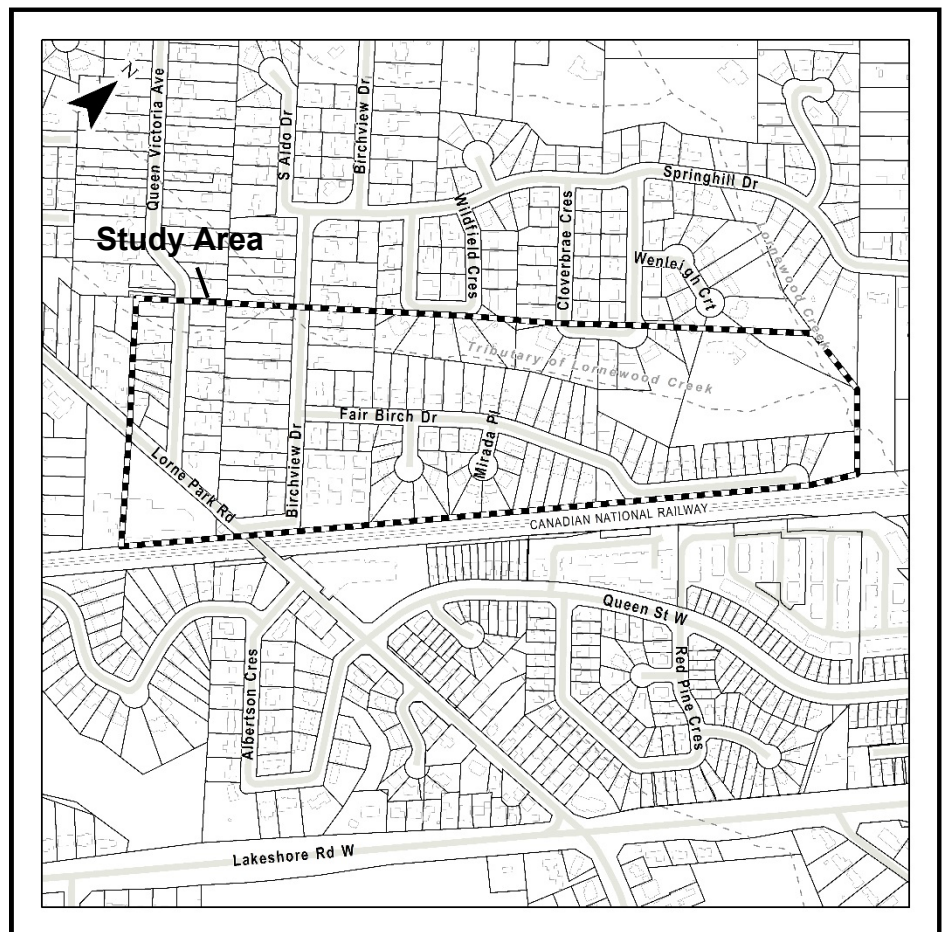 N
Queen Victoria Ave
S Aldo Dr
Birchview Dr
Springhill Dr
Wildfield Cres
Cloverbrae Cres
Wenleigh Crt
Lornewood Creek
Study Area
Tributary of Lornewood Creek
Fair Birch Dr
Mirada Pl
Birchview Dr
Lorne Park Rd
CANADIAN NATIONAL RAILWAY
Queen St W
Red Pine Cres
Albertson Cres
Lakeshore Rd W